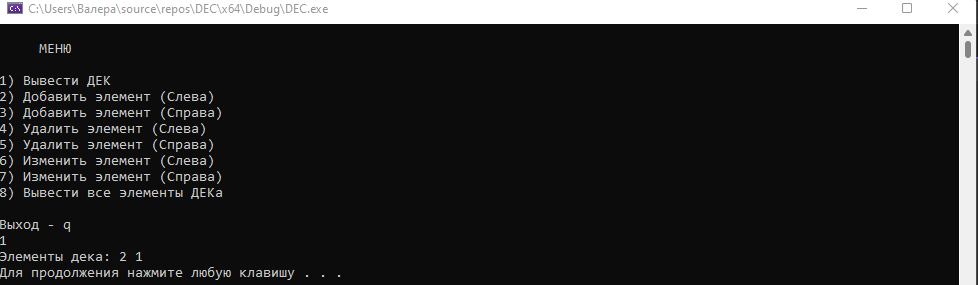 C:\Users\Валера\source\repos\DEC\x64\Debug\DEC.exe
МЕНЮ
1) Вывести ДЕК
2) Добавить элемент (Слева)
3) Добавить элемент (Справа)
4) Удалить элемент (Слева)
5) Удалить элемент (Справа)
6) Изменить элемент (Слева)
7) Изменить элемент (Справа)
8) Вывести все элементы ДЕКа
Выход - q
1
Элементы дека: 2 1
Для продолжения нажмите любую клавишу . . .